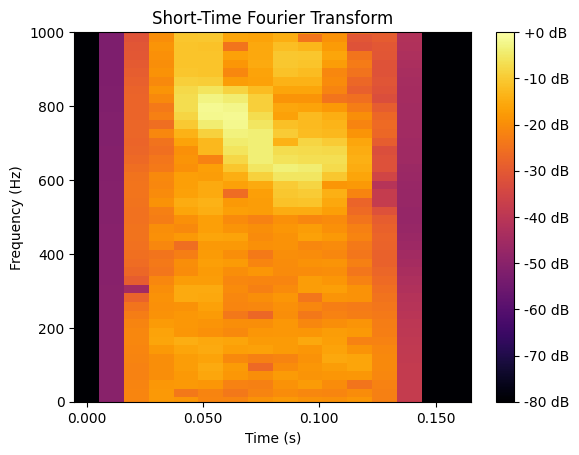 Short-Time Fourier Transform
Frequency (Hz)
1000
800
600
400
200
0
0.000
0.050
0.100
0.150
Time (s)
+0 dB
-10 dB
-20 dB
-30 dB
-40 dB
-50 dB
-60 dB
-70 dB
-80 dB